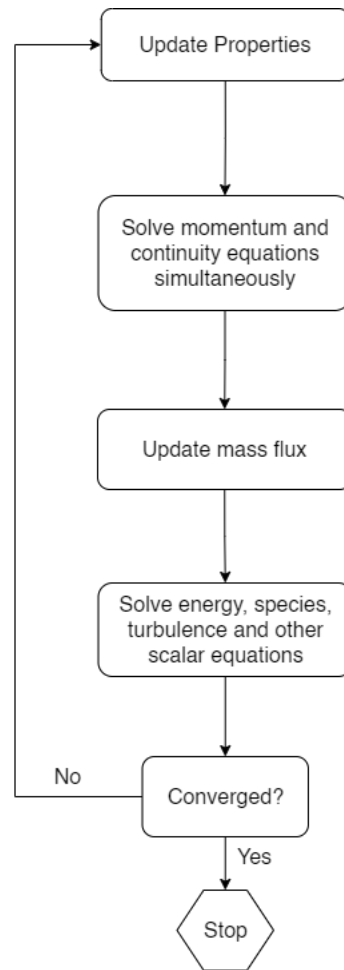 Update Properties
Solve momentum and
continuity equations
simultaneously
Update mass flux
Solve energy, species,
turbulence and other
scalar equations
No
Converged?
Yes
Stop